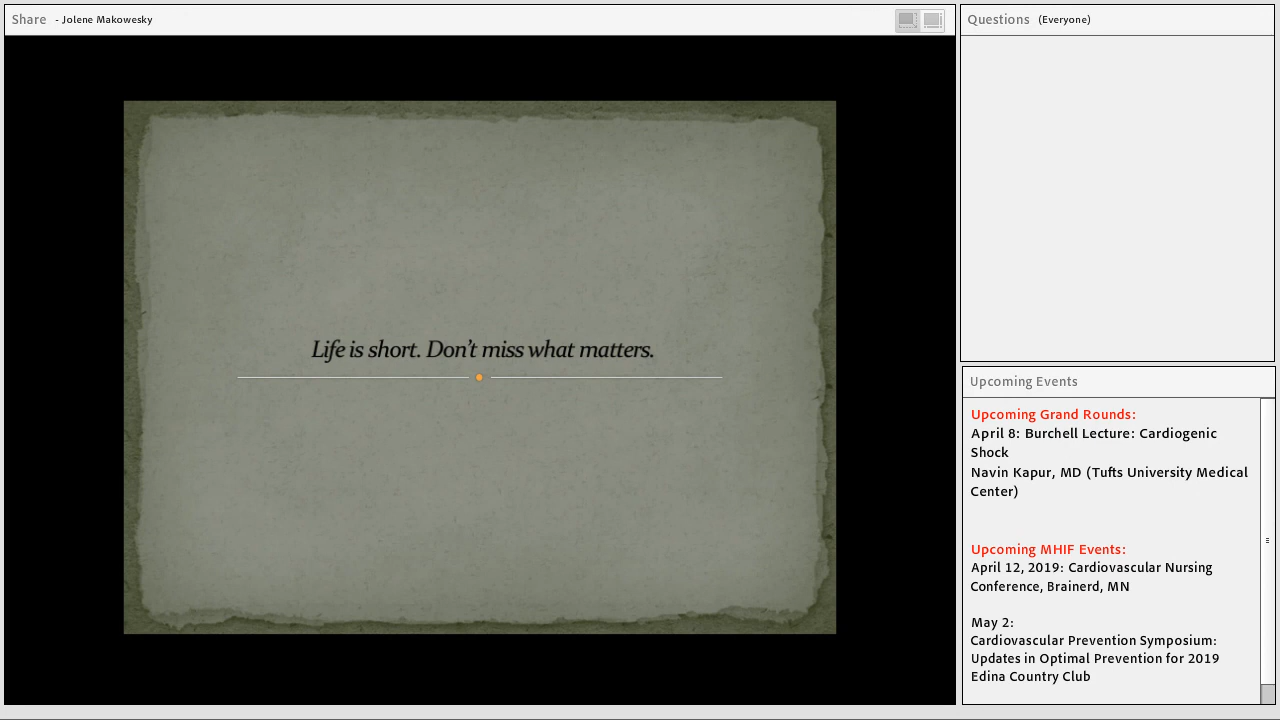 Share - Jolene Makowesky
Life is short. Don't miss what matters.
Questions (Everyone)
Upcoming Events
Upcoming Grand Rounds:
April 8: Burchell Lecture: Cardiogenic
Shock
Navin Kapur, MD (Tufts University Medical
Center)
Upcoming MHIF Events:
April 12, 2019: Cardiovascular Nursing
Conference, Brainerd, MN
May 2:
Cardiovascular Prevention Symposium:
Updates in Optimal Prevention for 2019
Edina Country Club